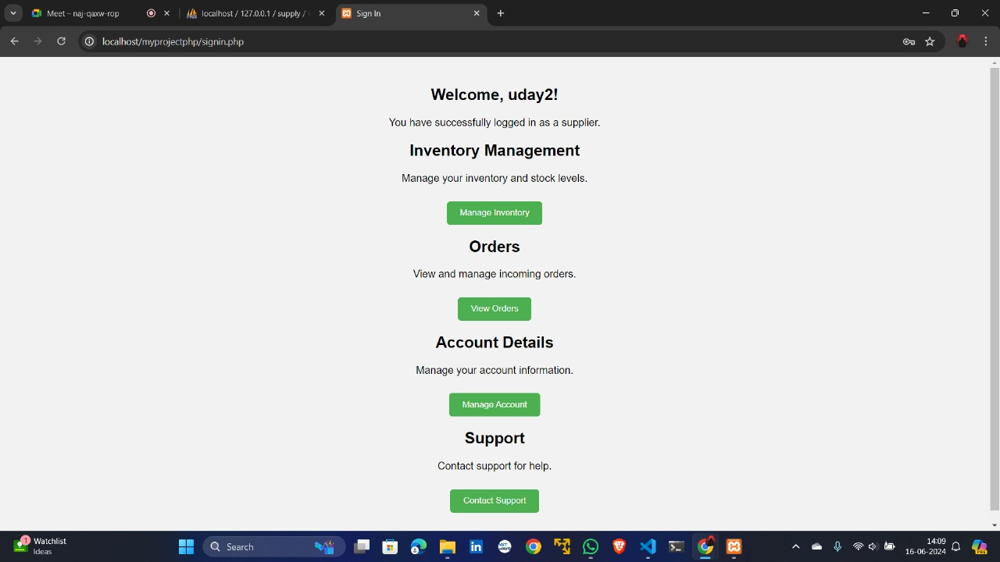 Meet – naj-qaxw-rop
localhost / 127.0.0.1 / supply /
Sign In
localhost/myprojectphp/signin.php
Welcome, uday2!
You have successfully logged in as a supplier.
Inventory Management
Manage your inventory and stock levels.
Manage Inventory
Orders
View and manage incoming orders.
View Orders
Account Details
Manage your account information.
Manage Account
Support
Contact support for help.
Contact Support
1
Watchlist
Ideas
Search
14:09
16-06-2024